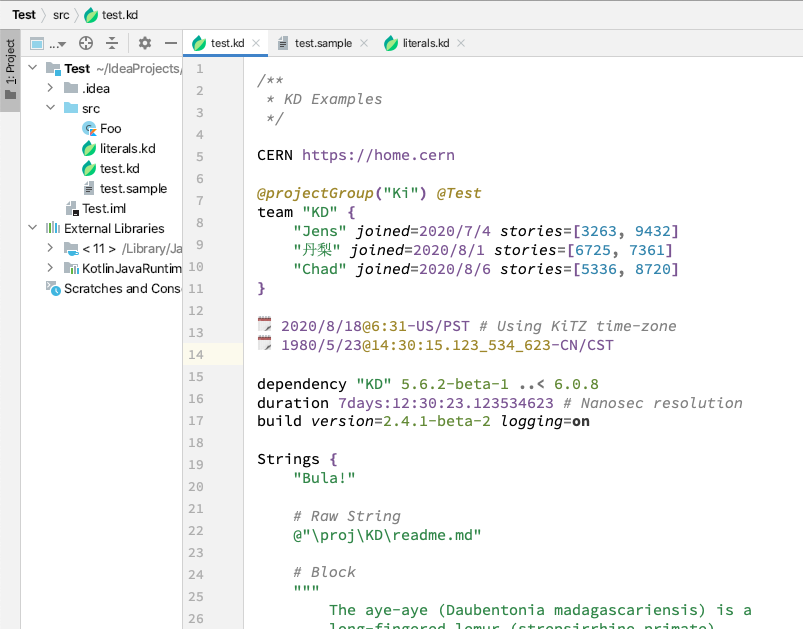 Test src test.kd
1: Project
...
Test ~/IdeaProjects/
.idea
src
Foo
literals.kd
test.kd
test.sample
Test.iml
External Libraries
< 11 > /Library/Ja
KotlinJavaRuntim
Scratches and Cons
test.kd test.sample literals.kd
1
2
3
4
5
6
7
8
9
10
11
12
13
14
15
16
17
18
19
20
21
22
23
24
25
26
/**
* KD Examples
*/
CERN https://home.cern
@projectGroup("Ki") @Test
team "KD" {
"Jens" joined=2020/7/4 stories=[3263, 9432]
"丹梨" joined=2020/8/1 stories=[6725, 7361]
"Chad" joined=2020/8/6 stories=[5336, 8720]
}
2020/8/18@6:31-US/PST # Using KiTZ time-zone
1980/5/23@14:30:15.123_534_623-CN/CST
dependency "KD" 5.6.2-beta-1 ..< 6.0.8
duration 7days:12:30:23.123534623 # Nanosec resolution
build version=2.4.1-beta-2 logging=on
Strings {
"Bula!"
# Raw String
@"\proj\KD\readme.md"
# Block
"""
The aye-aye (Daubentonia madagascariensis) is a
long-fingered lemur (strepsirrhine primate)